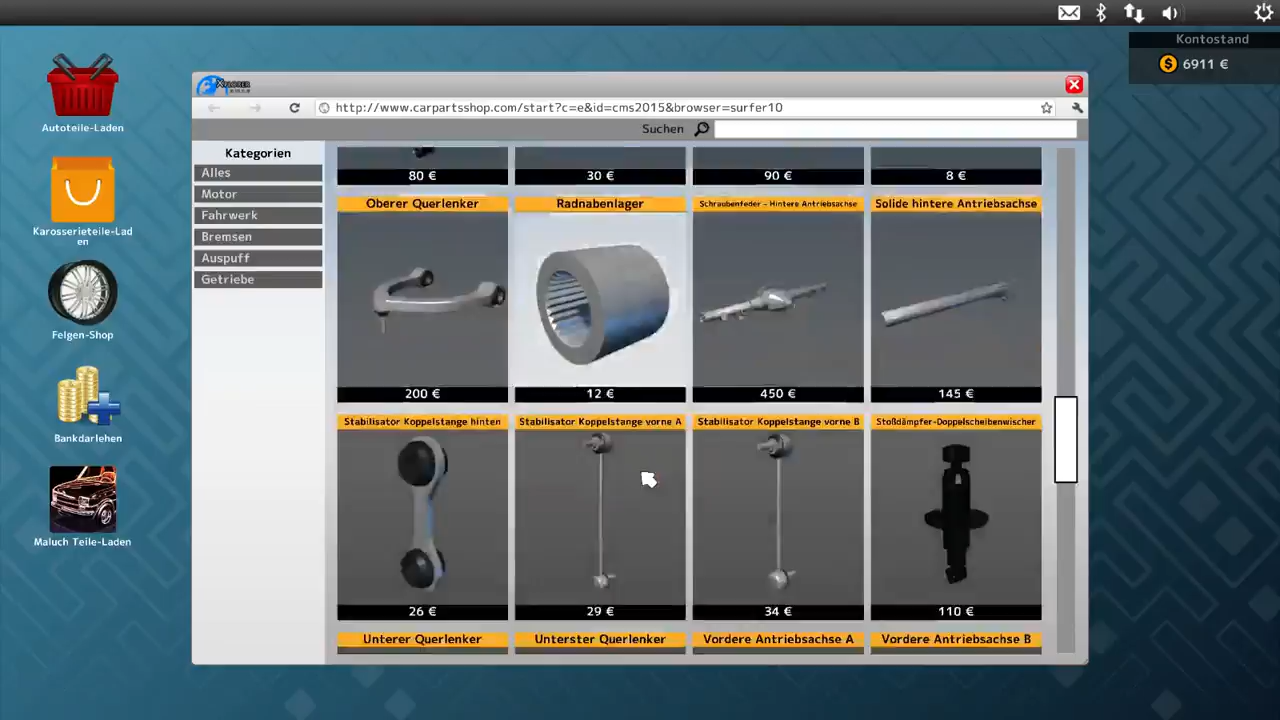 Kontostand
6911 €
Autoteile-Laden
Karosserieteile-Lad
en
Felgen-Shop
Bankdarlehen
Maluch Teile-Laden
http://www.carpartsshop.com/start?c=e&id=cms2015&browser=surfer10
Suchen
Kategorien
Alles
Motor
Fahrwerk
Bremsen
Auspuff
Getriebe
80 €
30 €
90 €
8 €
Oberer Querlenker
Radnabenlager
Schraubenfeder - Hintere Antriebsachse
Solide hintere Antriebsachse
200 €
12 €
450 €
145 €
Stabilisator Koppelstange hinten
Stabilisator Koppelstange vorne A
Stabilisator Koppelstange vorne B
Stoßdämpfer-Doppelscheibenwischer
26 €
29 €
34 €
110 €
Unterer Querlenker
Unterster Querlenker
Vordere Antriebsachse A
Vordere Antriebsachse B